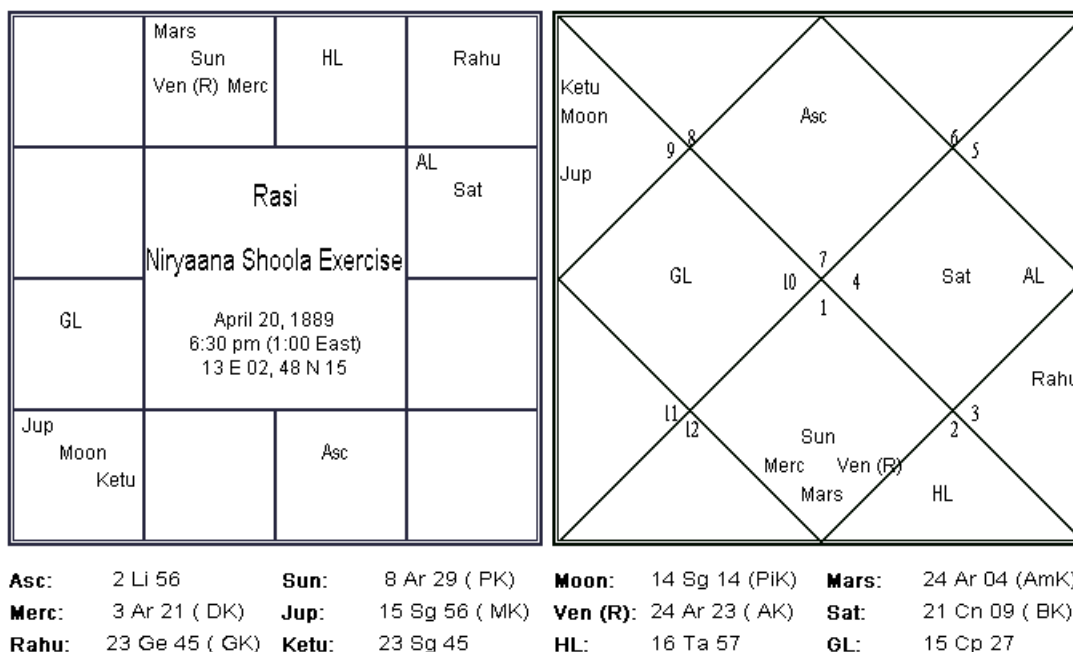 Mars
Sun
Ven (R) Merc
HL
Rahu
AL
Sat
Rasi
Niryaana Shoola Exercise
April 20, 1889
6:30 pm (1:00 East)
13 E 02, 48 N 15
GL
Jup
Moon
Ketu
Asc
Ketu
Moon
Asc
8
6
9
5
Jup
7
GL
10
4
Sat
AL
1
Rahu
11
3
12
2
Sun
Merc
Ven (R)
Mars
HL
Asc: 2 Li 56 Sun: 8 Ar 29 ( PK) Moon: 14 Sg 14 (PiK) Mars: 24 Ar 04 (AmK)
Merc: 3 Ar 21 ( DK) Jup: 15 Sg 56 ( MK) Ven (R): 24 Ar 23 ( AK) Sat: 21 Cn 09 ( BK)
Rahu: 23 Ge 45 ( GK) Ketu: 23 Sg 45 HL: 16 Ta 57 GL: 15 Cp 27